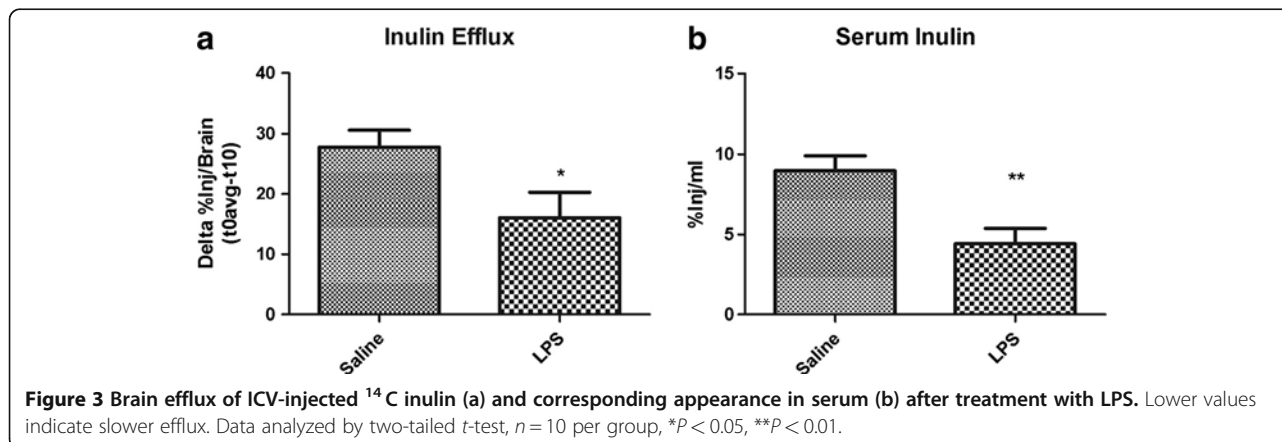 a Inulin Efflux
Delta %Inj/Brain
(t0avg-t10)
40
30
20
10
0
*
Saline
LPS
b Serum Inulin
%Inj/ml
15
10
5
0
**
Saline
LPS
Figure 3 Brain efflux of ICV-injected ¹⁴C inulin (a) and corresponding appearance in serum (b) after treatment with LPS. Lower values
indicate slower efflux. Data analyzed by two-tailed t-test, n = 10 per group, *P < 0.05, **P < 0.01.